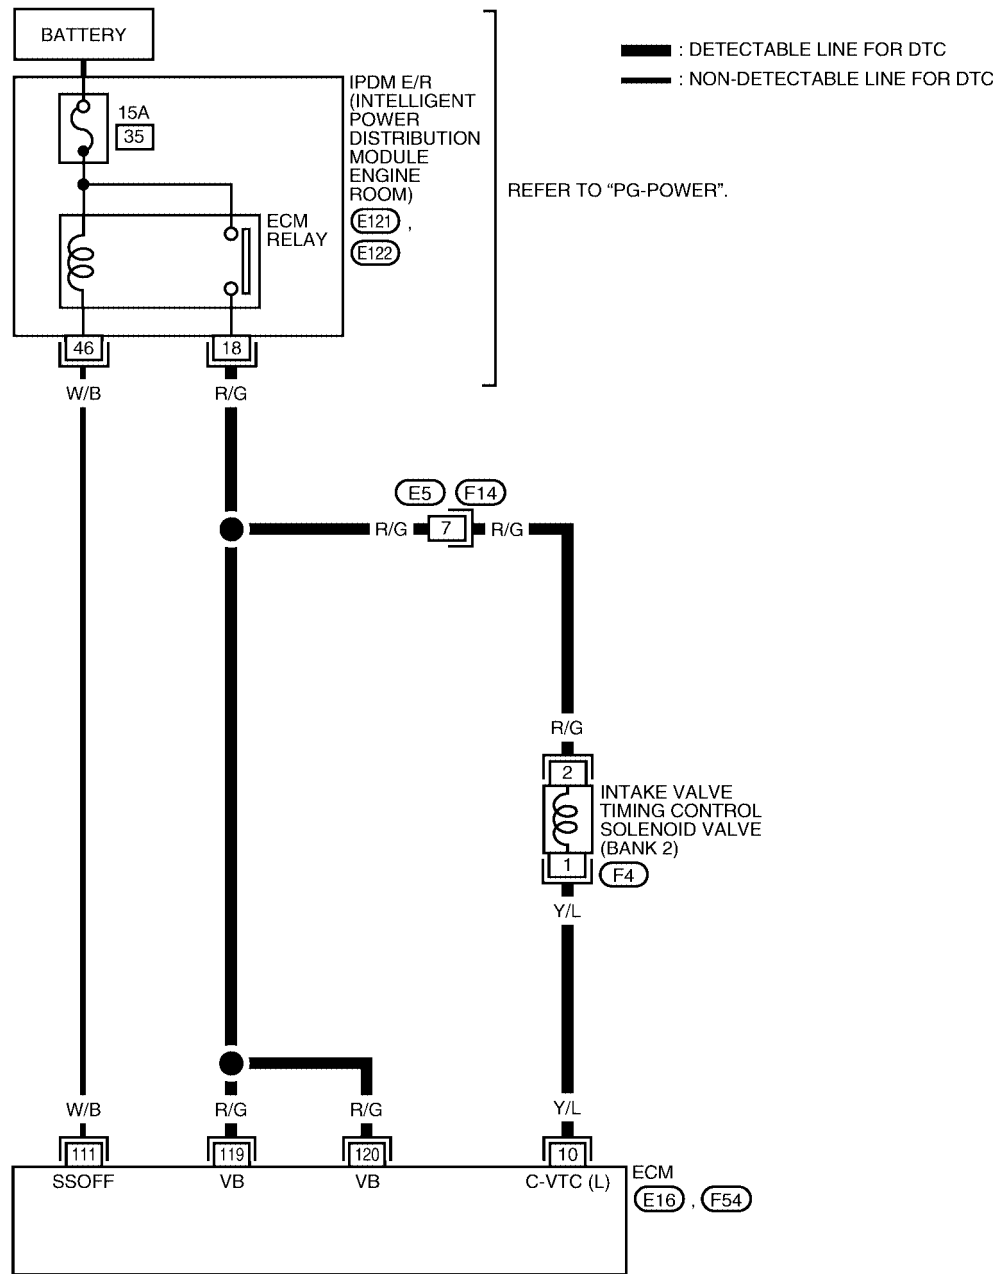 BATTERY
: DETECTABLE LINE FOR DTC
: NON-DETECTABLE LINE FOR DTC
15A
35
IPDM E/R
(INTELLIGENT
POWER
DISTRIBUTION
MODULE
ENGINE
ROOM)
E121 ,
E122
REFER TO “PG-POWER”.
ECM
RELAY
46
18
W/B
R/G
E5
F14
R/G
7
R/G
R/G
2
INTAKE VALVE
TIMING CONTROL
SOLENOID VALVE
(BANK 2)
1
F4
Y/L
W/B
R/G
R/G
Y/L
111
119
120
10
SSOFF
VB
VB
C-VTC (L)
ECM
E16 , F54